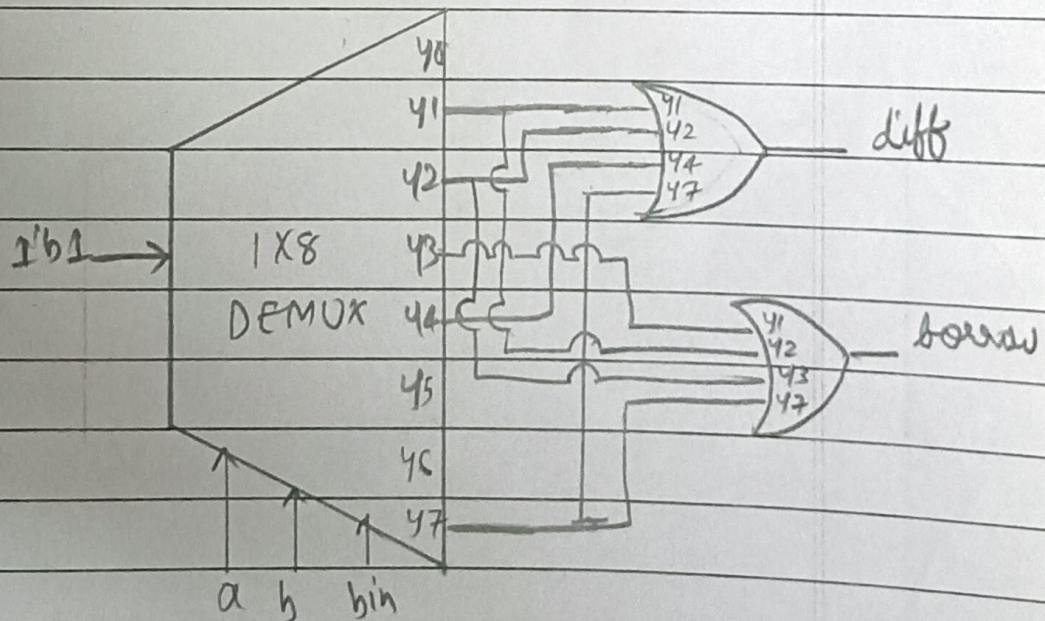 y0
y1
y2
y3
y4
y5
y6
y7
1'b1
1X8
DEMUX
a
b
bin
y1
y2
y4
y7
diff
y1
y2
y3
y7
borrow